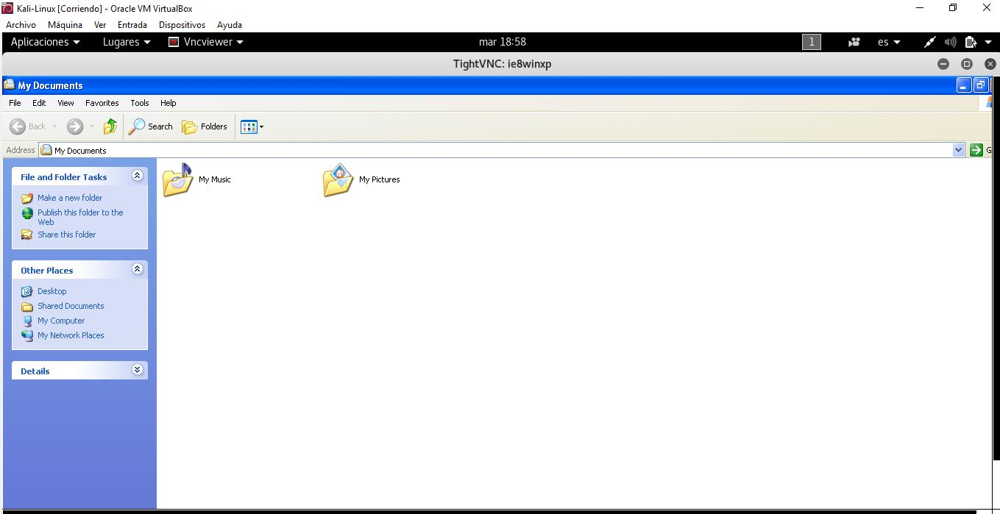 Kali-Linux [Corriendo] - Oracle VM VirtualBox
Archivo Máquina Ver Entrada Dispositivos Ayuda
Aplicaciones Lugares Vncviewer mar 18:58 1 es
TightVNC: ie8winxp
My Documents
File Edit View Favorites Tools Help
Back Search Folders
Address My Documents G
File and Folder Tasks
Make a new folder
Publish this folder to the
Web
Share this folder
Other Places
Desktop
Shared Documents
My Computer
My Network Places
Details
My Music
My Pictures